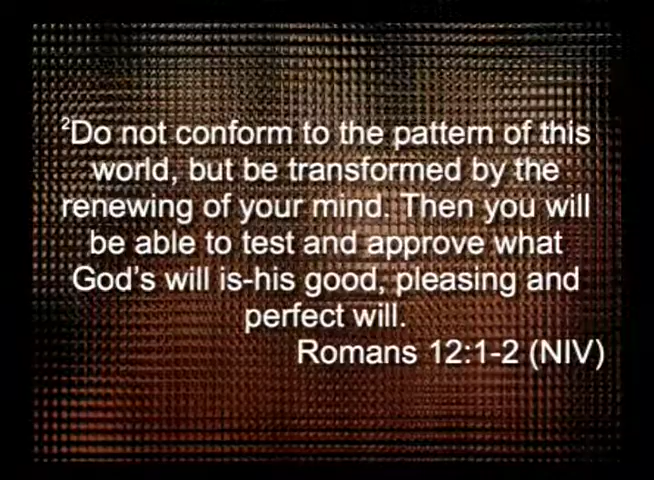 ²Do not conform to the pattern of this
world, but be transformed by the
renewing of your mind. Then you will
be able to test and approve what
God's will is-his good, pleasing and
perfect will.
Romans 12:1-2 (NIV)